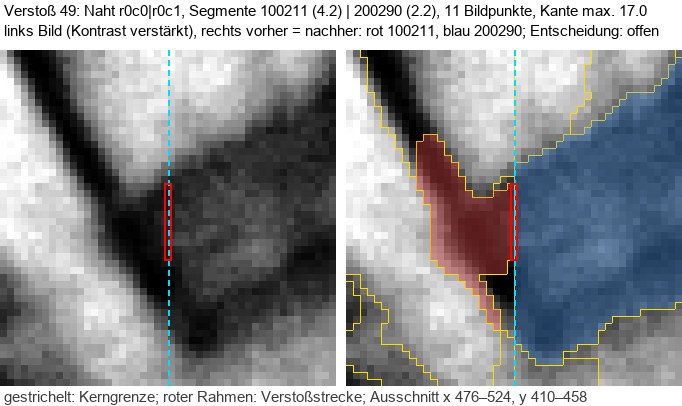 Verstoß 49: Naht r0c0|r0c1, Segmente 100211 (4.2) | 200290 (2.2), 11 Bildpunkte, Kante max. 17.0
links Bild (Kontrast verstärkt), rechts vorher = nachher: rot 100211, blau 200290; Entscheidung: offen
gestrichelt: Kerngrenze; roter Rahmen: Verstoßstrecke; Ausschnitt x 476–524, y 410–458